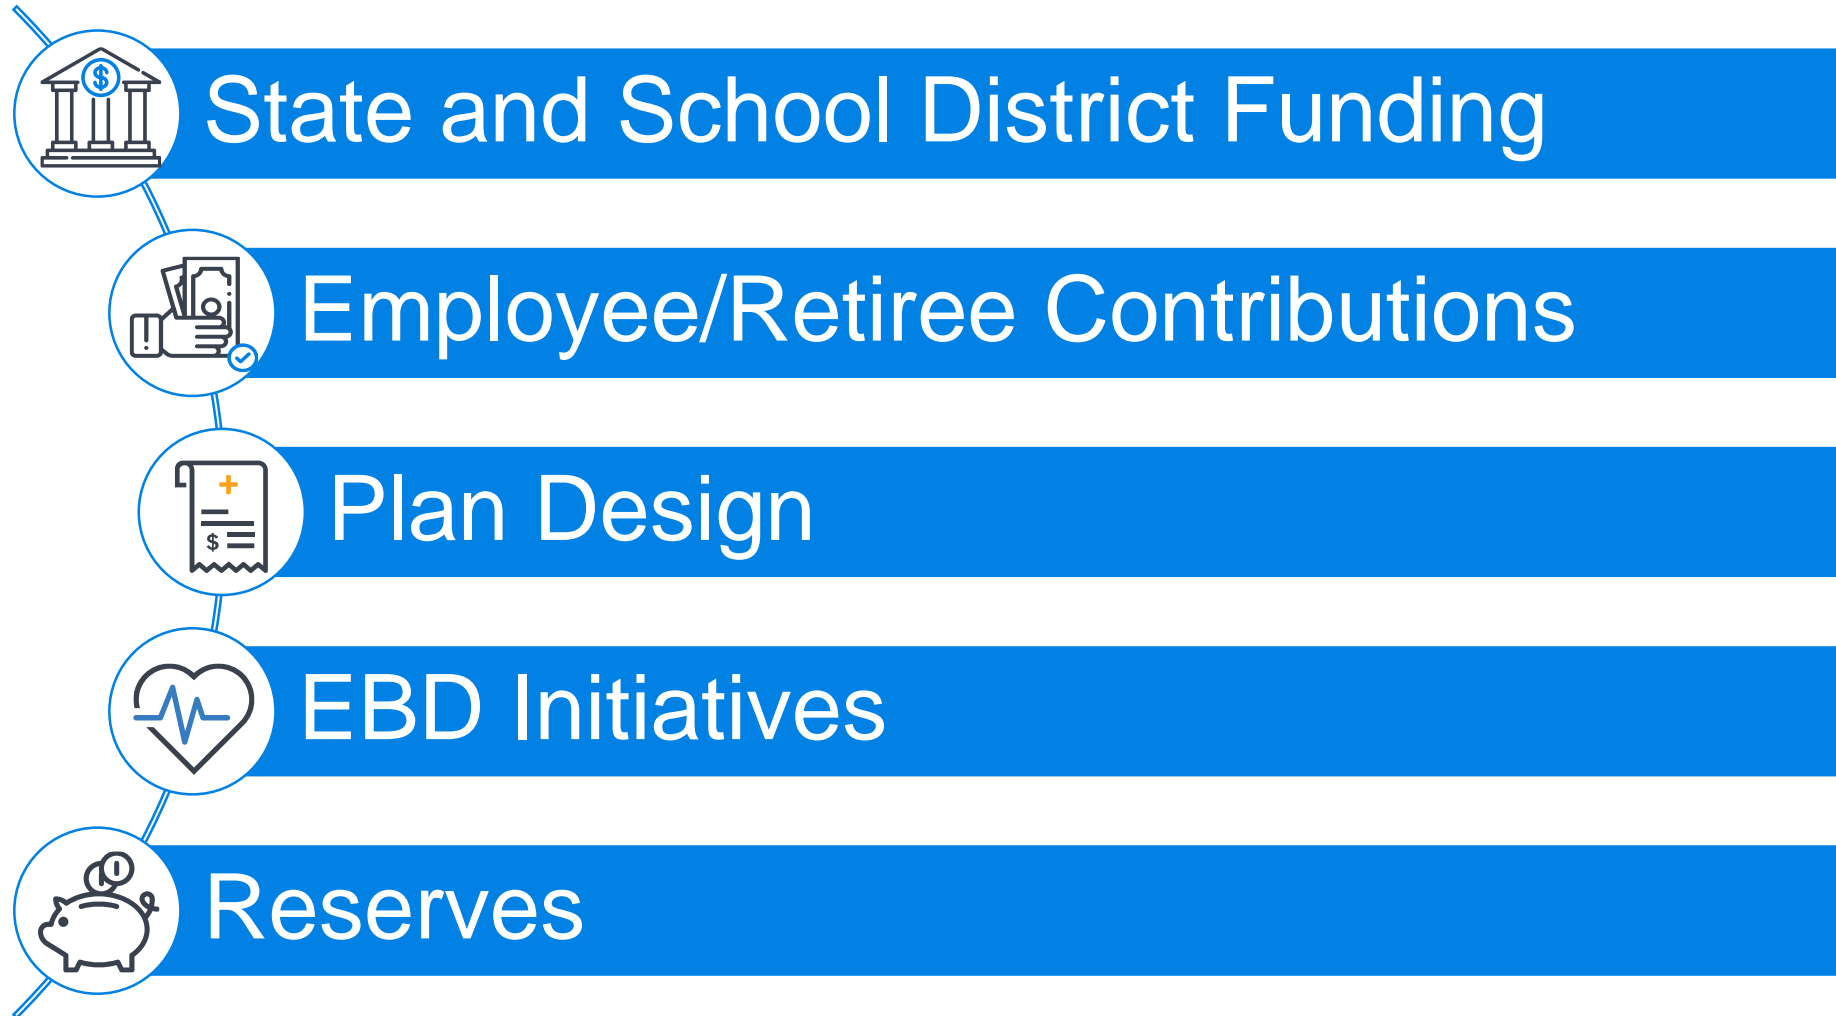 State and School District Funding
Employee/Retiree Contributions
Plan Design
EBD Initiatives
Reserves